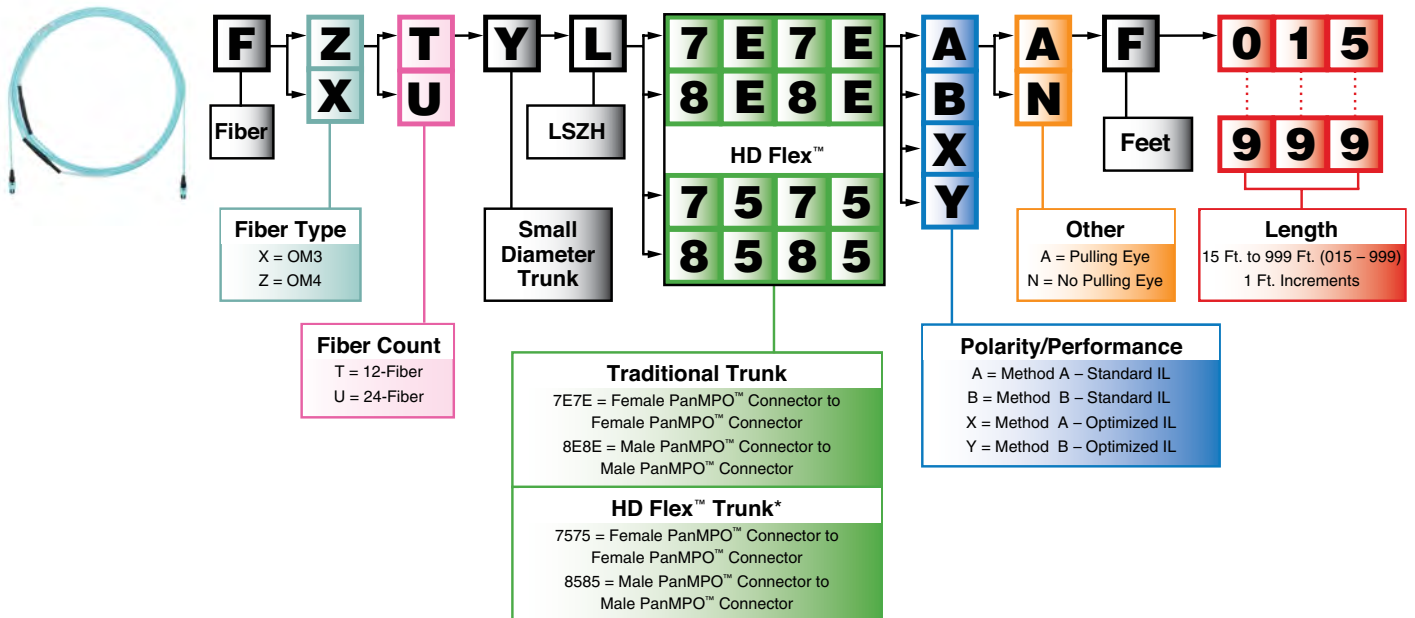 F Z T Y L 7 E 7 E A A F 0 1 5
X U 8 E 8 E B N
Fiber
LSZH
HD Flex™
X
Feet
9 9 9
7 5 7 5
Y
8 5 8 5
Fiber Type
X = OM3
Z = OM4
Small
Diameter
Trunk
Other
A = Pulling Eye
N = No Pulling Eye
Length
15 Ft. to 999 Ft. (015 – 999)
1 Ft. Increments
Fiber Count
T = 12-Fiber
U = 24-Fiber
Traditional Trunk
7E7E = Female PanMPO™ Connector to
Female PanMPO™ Connector
8E8E = Male PanMPO™ Connector to
Male PanMPO™ Connector
HD Flex™ Trunk*
7575 = Female PanMPO™ Connector to
Female PanMPO™ Connector
8585 = Male PanMPO™ Connector to
Male PanMPO™ Connector
Polarity/Performance
A = Method A – Standard IL
B = Method B – Standard IL
X = Method A – Optimized IL
Y = Method B – Optimized IL